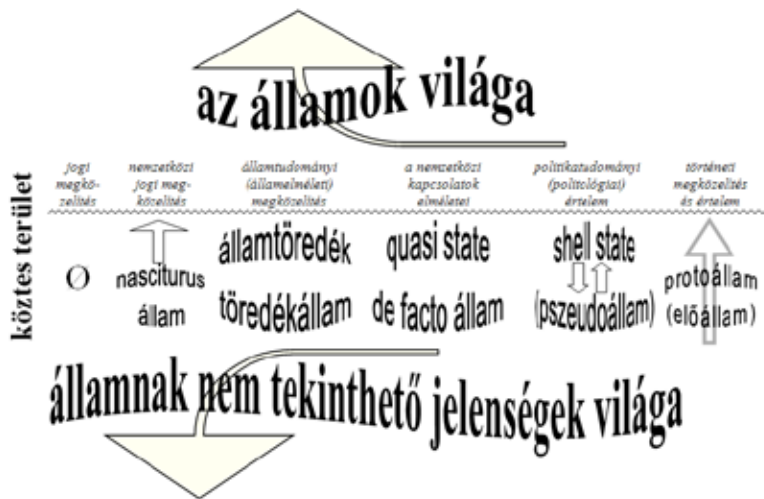 az államok világa
jogi
megkö-
zelítés
nemzetközi
jogi meg-
közelítés
államtudományi
(államelméleti)
megközelítés
a nemzetközi
kapcsolatok
elméletei
politikatudományi
(politológiai)
értelem
történeti
megközelítés
és értelem
köztes terület
Ø
nasciturus
állam
államtöredék
töredékállam
quasi state
de facto állam
shell state
(pszeudoállam)
protoállam
(előállam)
államnak nem tekinthető jelenségek világa